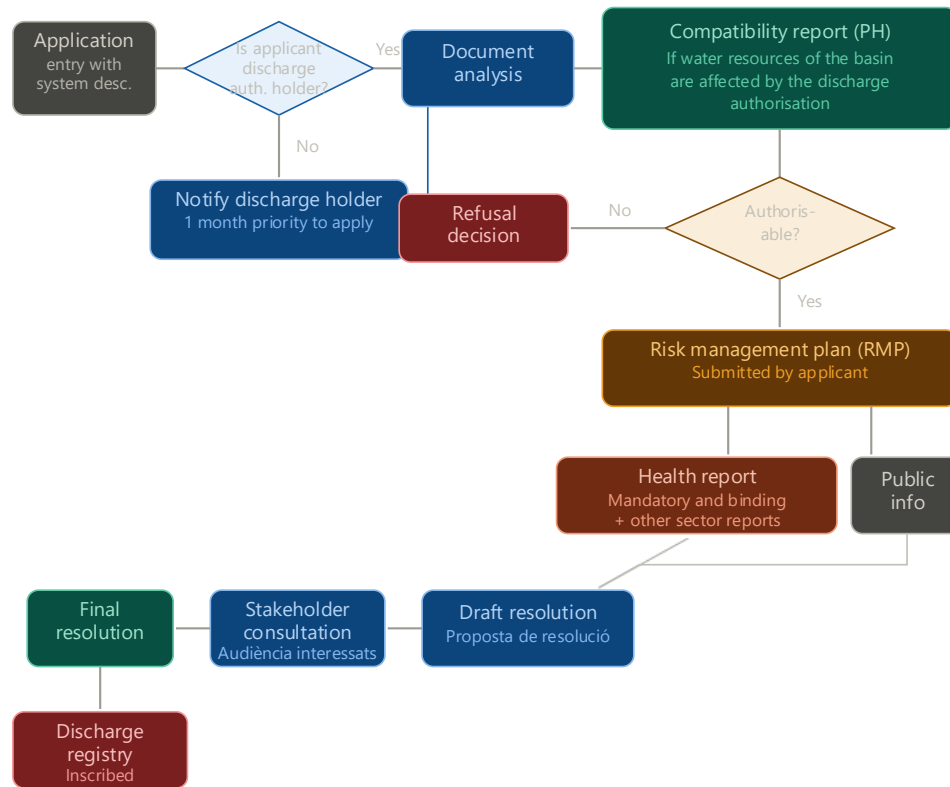 Application
entry with
system desc.
Is applicant
discharge
auth. holder?
Yes
Document
analysis
Compatibility report (PH)
If water resources of the basin
are affected by the discharge
authorisation
No
Notify discharge holder
1 month priority to apply
Refusal
decision
No
Authoris-
able?
Yes
Risk management plan (RMP)
Submitted by applicant
Health report
Mandatory and binding
+ other sector reports
Public
info
Final
resolution
Stakeholder
consultation
Audiència interessats
Draft resolution
Proposta de resolució
Discharge
registry
Inscribed